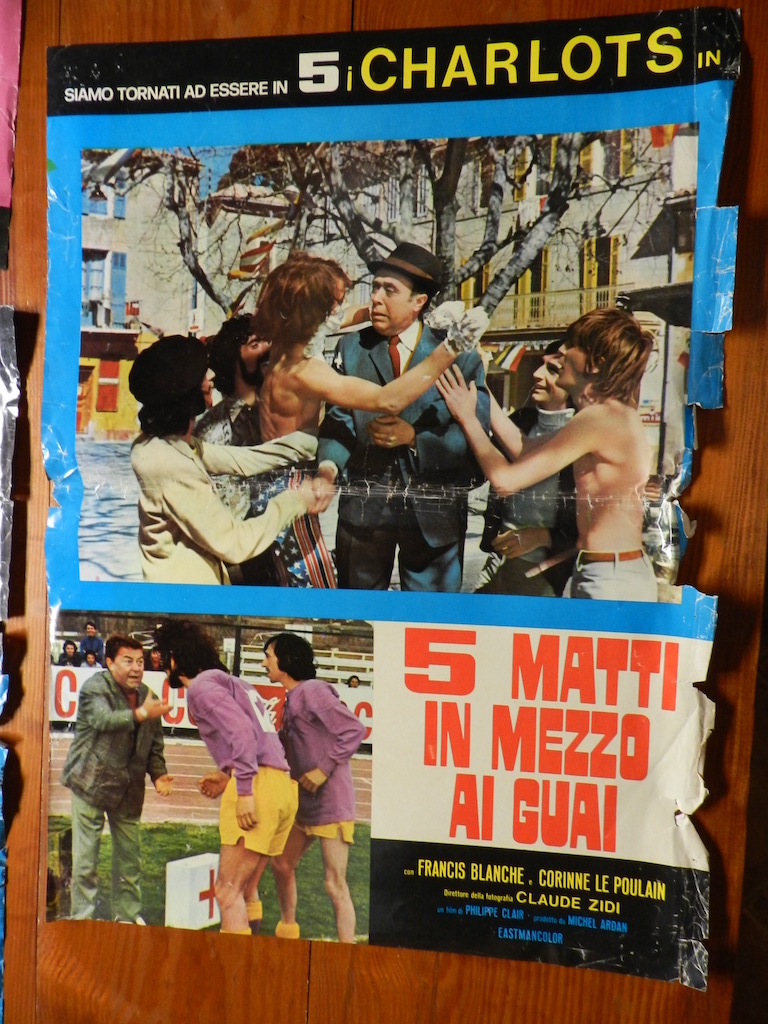 SIAMO TORNATI AD ESSERE IN 5 i CHARLOTS IN
5 MATTI
IN MEZZO
AI GUAI
con FRANCIS BLANCHE e CORINNE LE POULAIN
Direttore della fotografia CLAUDE ZIDI
un film di PHILIPPE CLAIR - prodotto da MICHEL ARDAN
EASTMANCOLOR